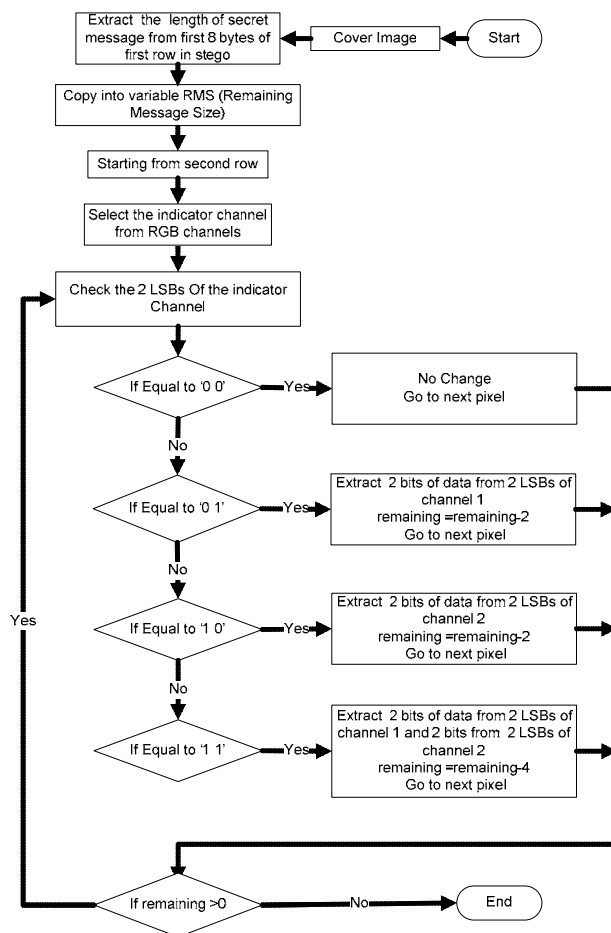 Start
Cover Image
Extract the length of secret
message from first 8 bytes of
first row in stego
Copy into variable RMS (Remaining
Message Size)
Starting from second row
Select the indicator channel
from RGB channels
Check the 2 LSBs Of the indicator
Channel
If Equal to ‘0 0’
Yes
No Change
Go to next pixel
No
If Equal to ‘0 1’
Yes
Extract 2 bits of data from 2 LSBs of
channel 1
remaining =remaining-2
Go to next pixel
No
If Equal to ‘1 0’
Yes
Extract 2 bits of data from 2 LSBs of
channel 2
remaining =remaining-2
Go to next pixel
No
If Equal to ‘1 1’
Yes
Extract 2 bits of data from 2 LSBs of
channel 1 and 2 bits from 2 LSBs of
channel 2
remaining =remaining-4
Go to next pixel
Yes
If remaining >0
No
End